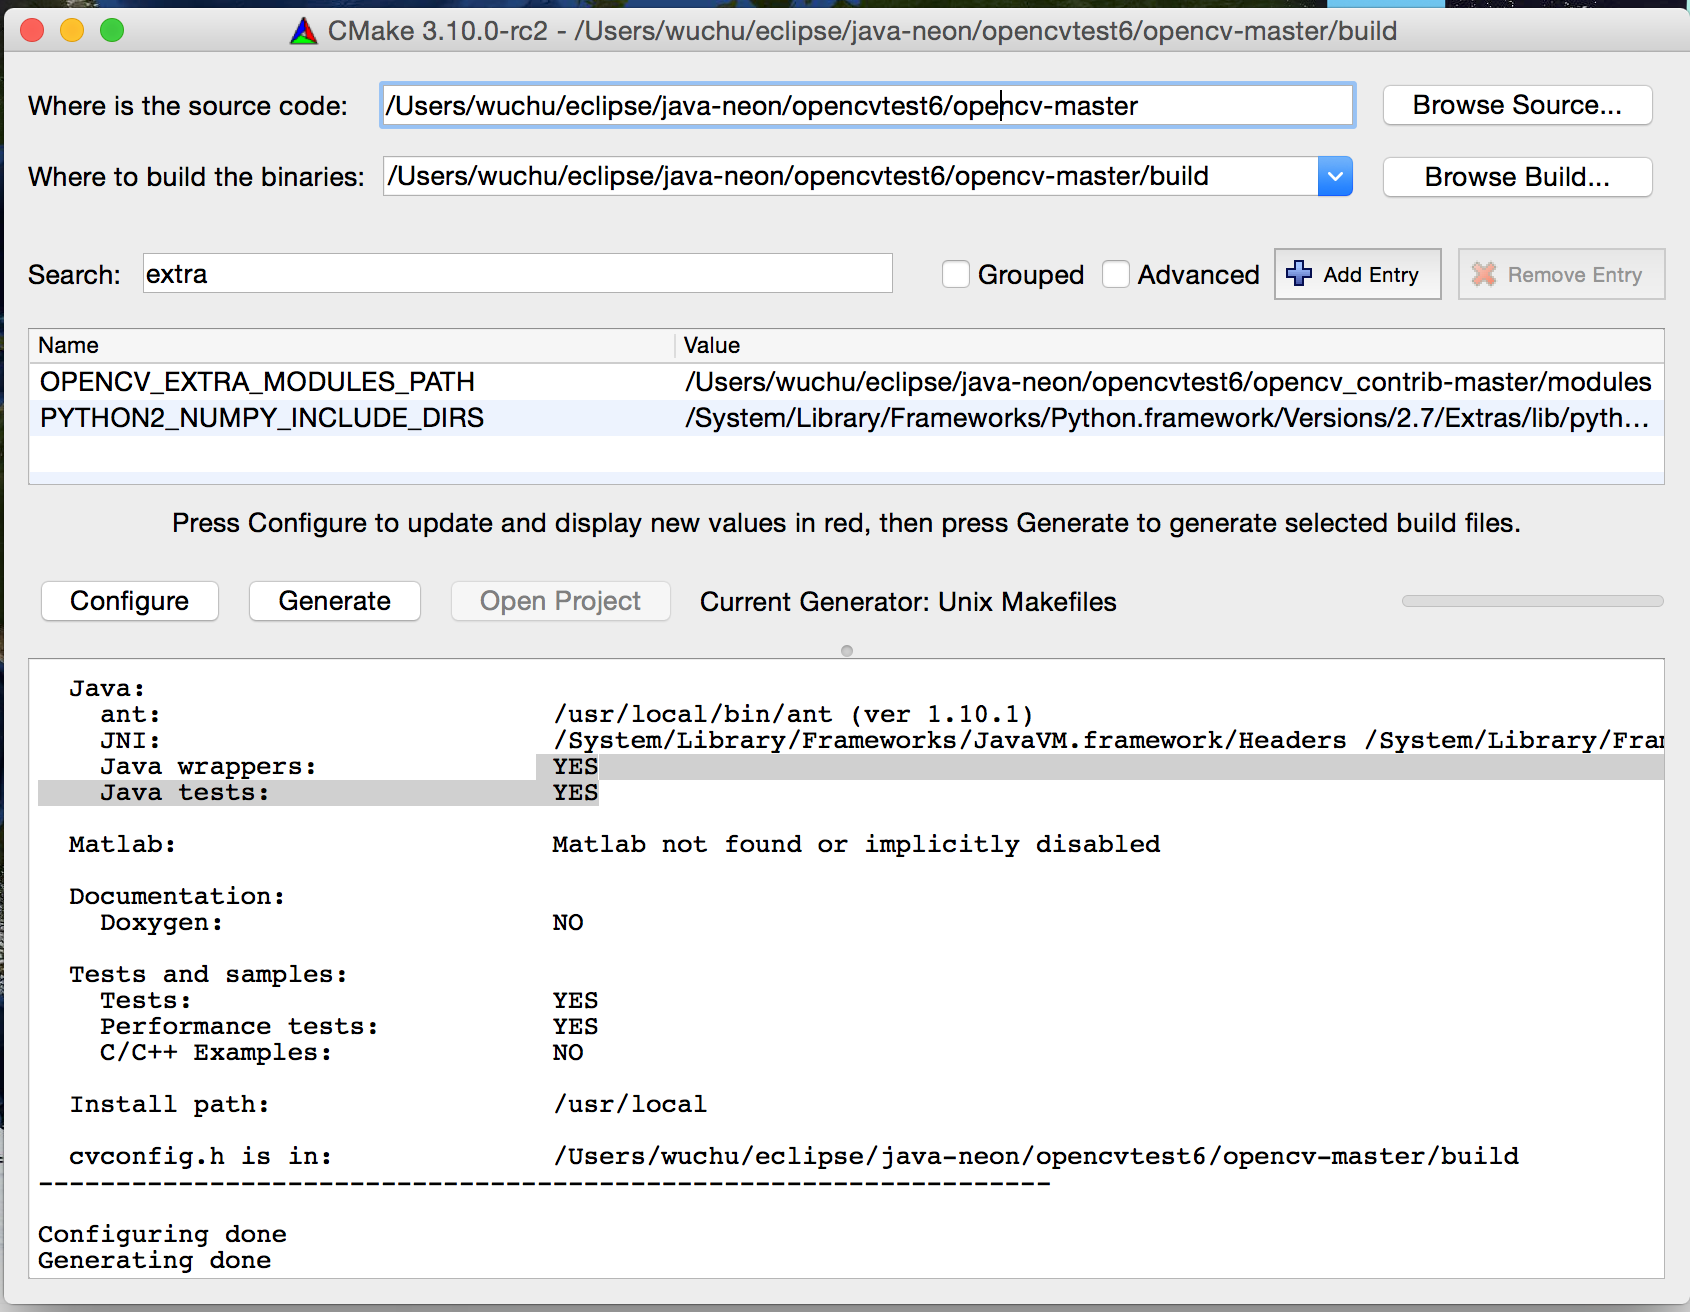 CMake 3.10.0-rc2 - /Users/wuchu/eclipse/java-neon/opencvtest6/opencv-master/build
Where is the source code: /Users/wuchu/eclipse/java-neon/opencvtest6/opencv-master Browse Source...
Where to build the binaries: /Users/wuchu/eclipse/java-neon/opencvtest6/opencv-master/build Browse Build...
Search: extra Grouped Advanced Add Entry Remove Entry
Name Value
OPENCV_EXTRA_MODULES_PATH /Users/wuchu/eclipse/java-neon/opencvtest6/opencv_contrib-master/modules
PYTHON2_NUMPY_INCLUDE_DIRS /System/Library/Frameworks/Python.framework/Versions/2.7/Extras/lib/pyth...
Press Configure to update and display new values in red, then press Generate to generate selected build files.
Configure Generate Open Project Current Generator: Unix Makefiles
Java:
ant: /usr/local/bin/ant (ver 1.10.1)
JNI: /System/Library/Frameworks/JavaVM.framework/Headers /System/Library/Fram
Java wrappers: YES
Java tests: YES
Matlab: Matlab not found or implicitly disabled
Documentation:
Doxygen: NO
Tests and samples:
Tests: YES
Performance tests: YES
C/C++ Examples: NO
Install path: /usr/local
cvconfig.h is in: /Users/wuchu/eclipse/java-neon/opencvtest6/opencv-master/build
-----------------------------------------------------------------
Configuring done
Generating done